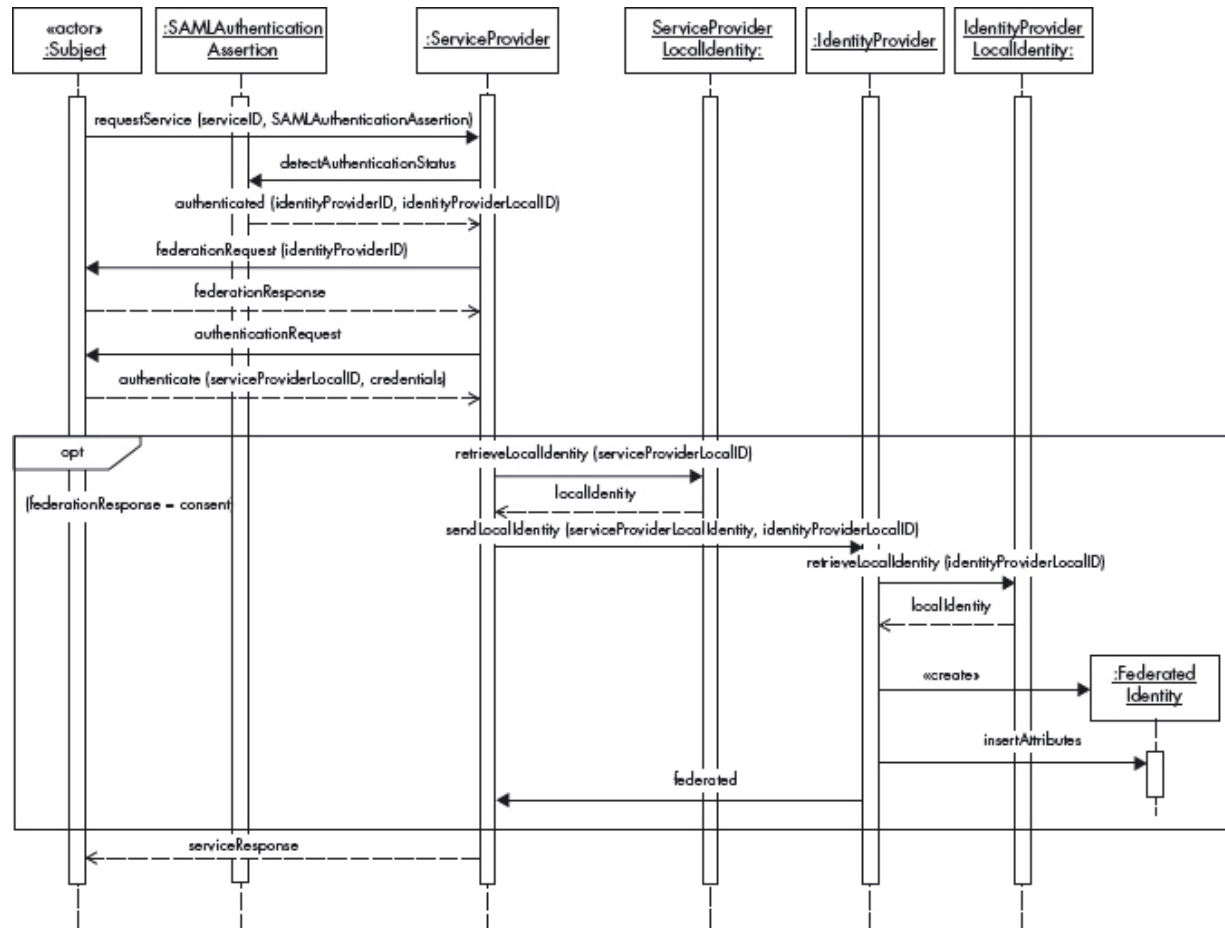 «actor»
:Subject
:SAMLAuthentication
Assertion
:ServiceProvider
ServiceProvider
LocalIdentity:
:IdentityProvider
IdentityProvider
LocalIdentity:
requestService (serviceID, SAMLAuthenticationAssertion)
detectAuthenticationStatus
authenticated (identityProviderID, identityProviderLocalID)
federationRequest (identityProviderID)
federationResponse
authenticationRequest
authenticate (serviceProviderLocalID, credentials)
opt
(federationResponse = consent
retrieveLocalIdentity (serviceProviderLocalID)
localIdentity
sendLocalIdentity (serviceProviderLocalIdentity, identityProviderLocalID)
retrieveLocalIdentity (identityProviderLocalID)
localIdentity
«create»
:Federated
Identity
insertAttributes
federated
serviceResponse